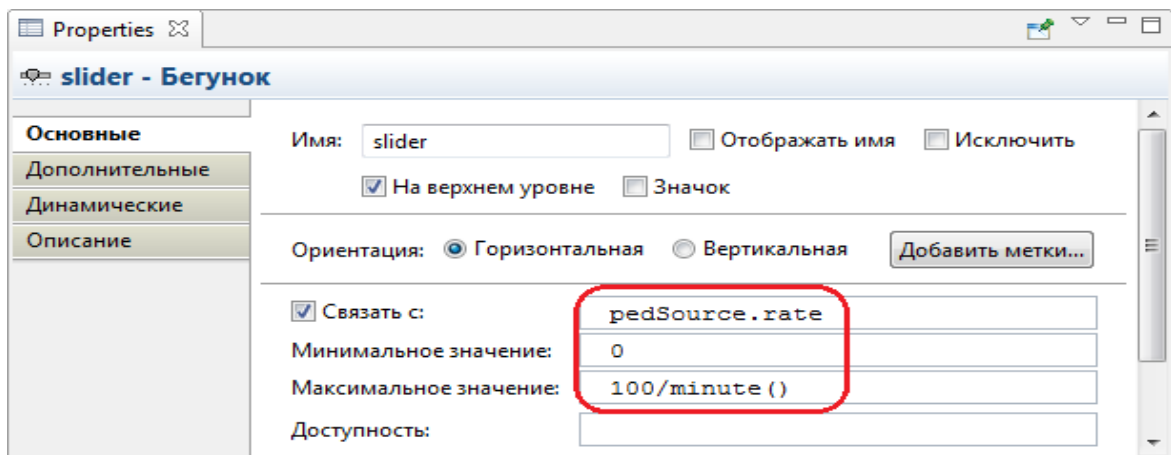 Properties
slider - Бегунок
Основные
Дополнительные
Динамические
Описание
Имя: slider Отображать имя Исключить
На верхнем уровне Значок
Ориентация: Горизонтальная Вертикальная Добавить метки...
Связать с: pedSource.rate
Минимальное значение: 0
Максимальное значение: 100/minute()
Доступность: